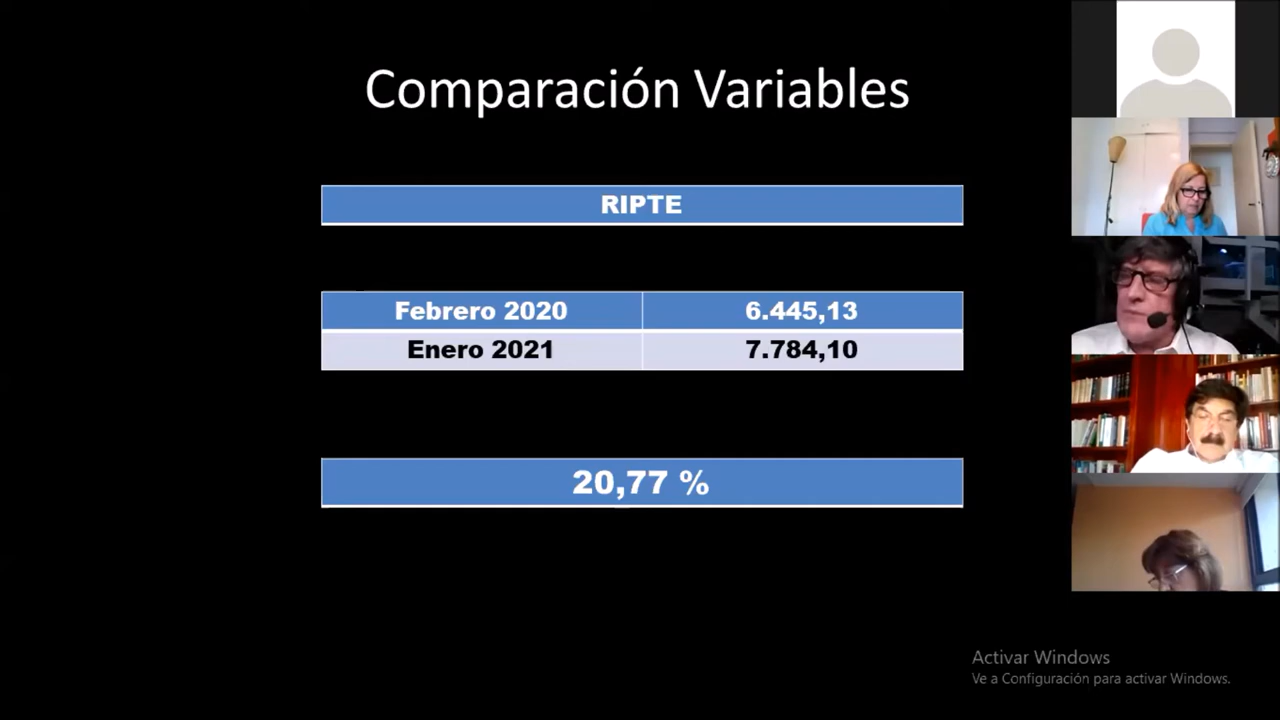 Comparación Variables
RIPTE
Febrero 2020 6.445,13
Enero 2021 7.784,10
20,77 %
Activar Windows
Ve a Configuración para activar Windows.